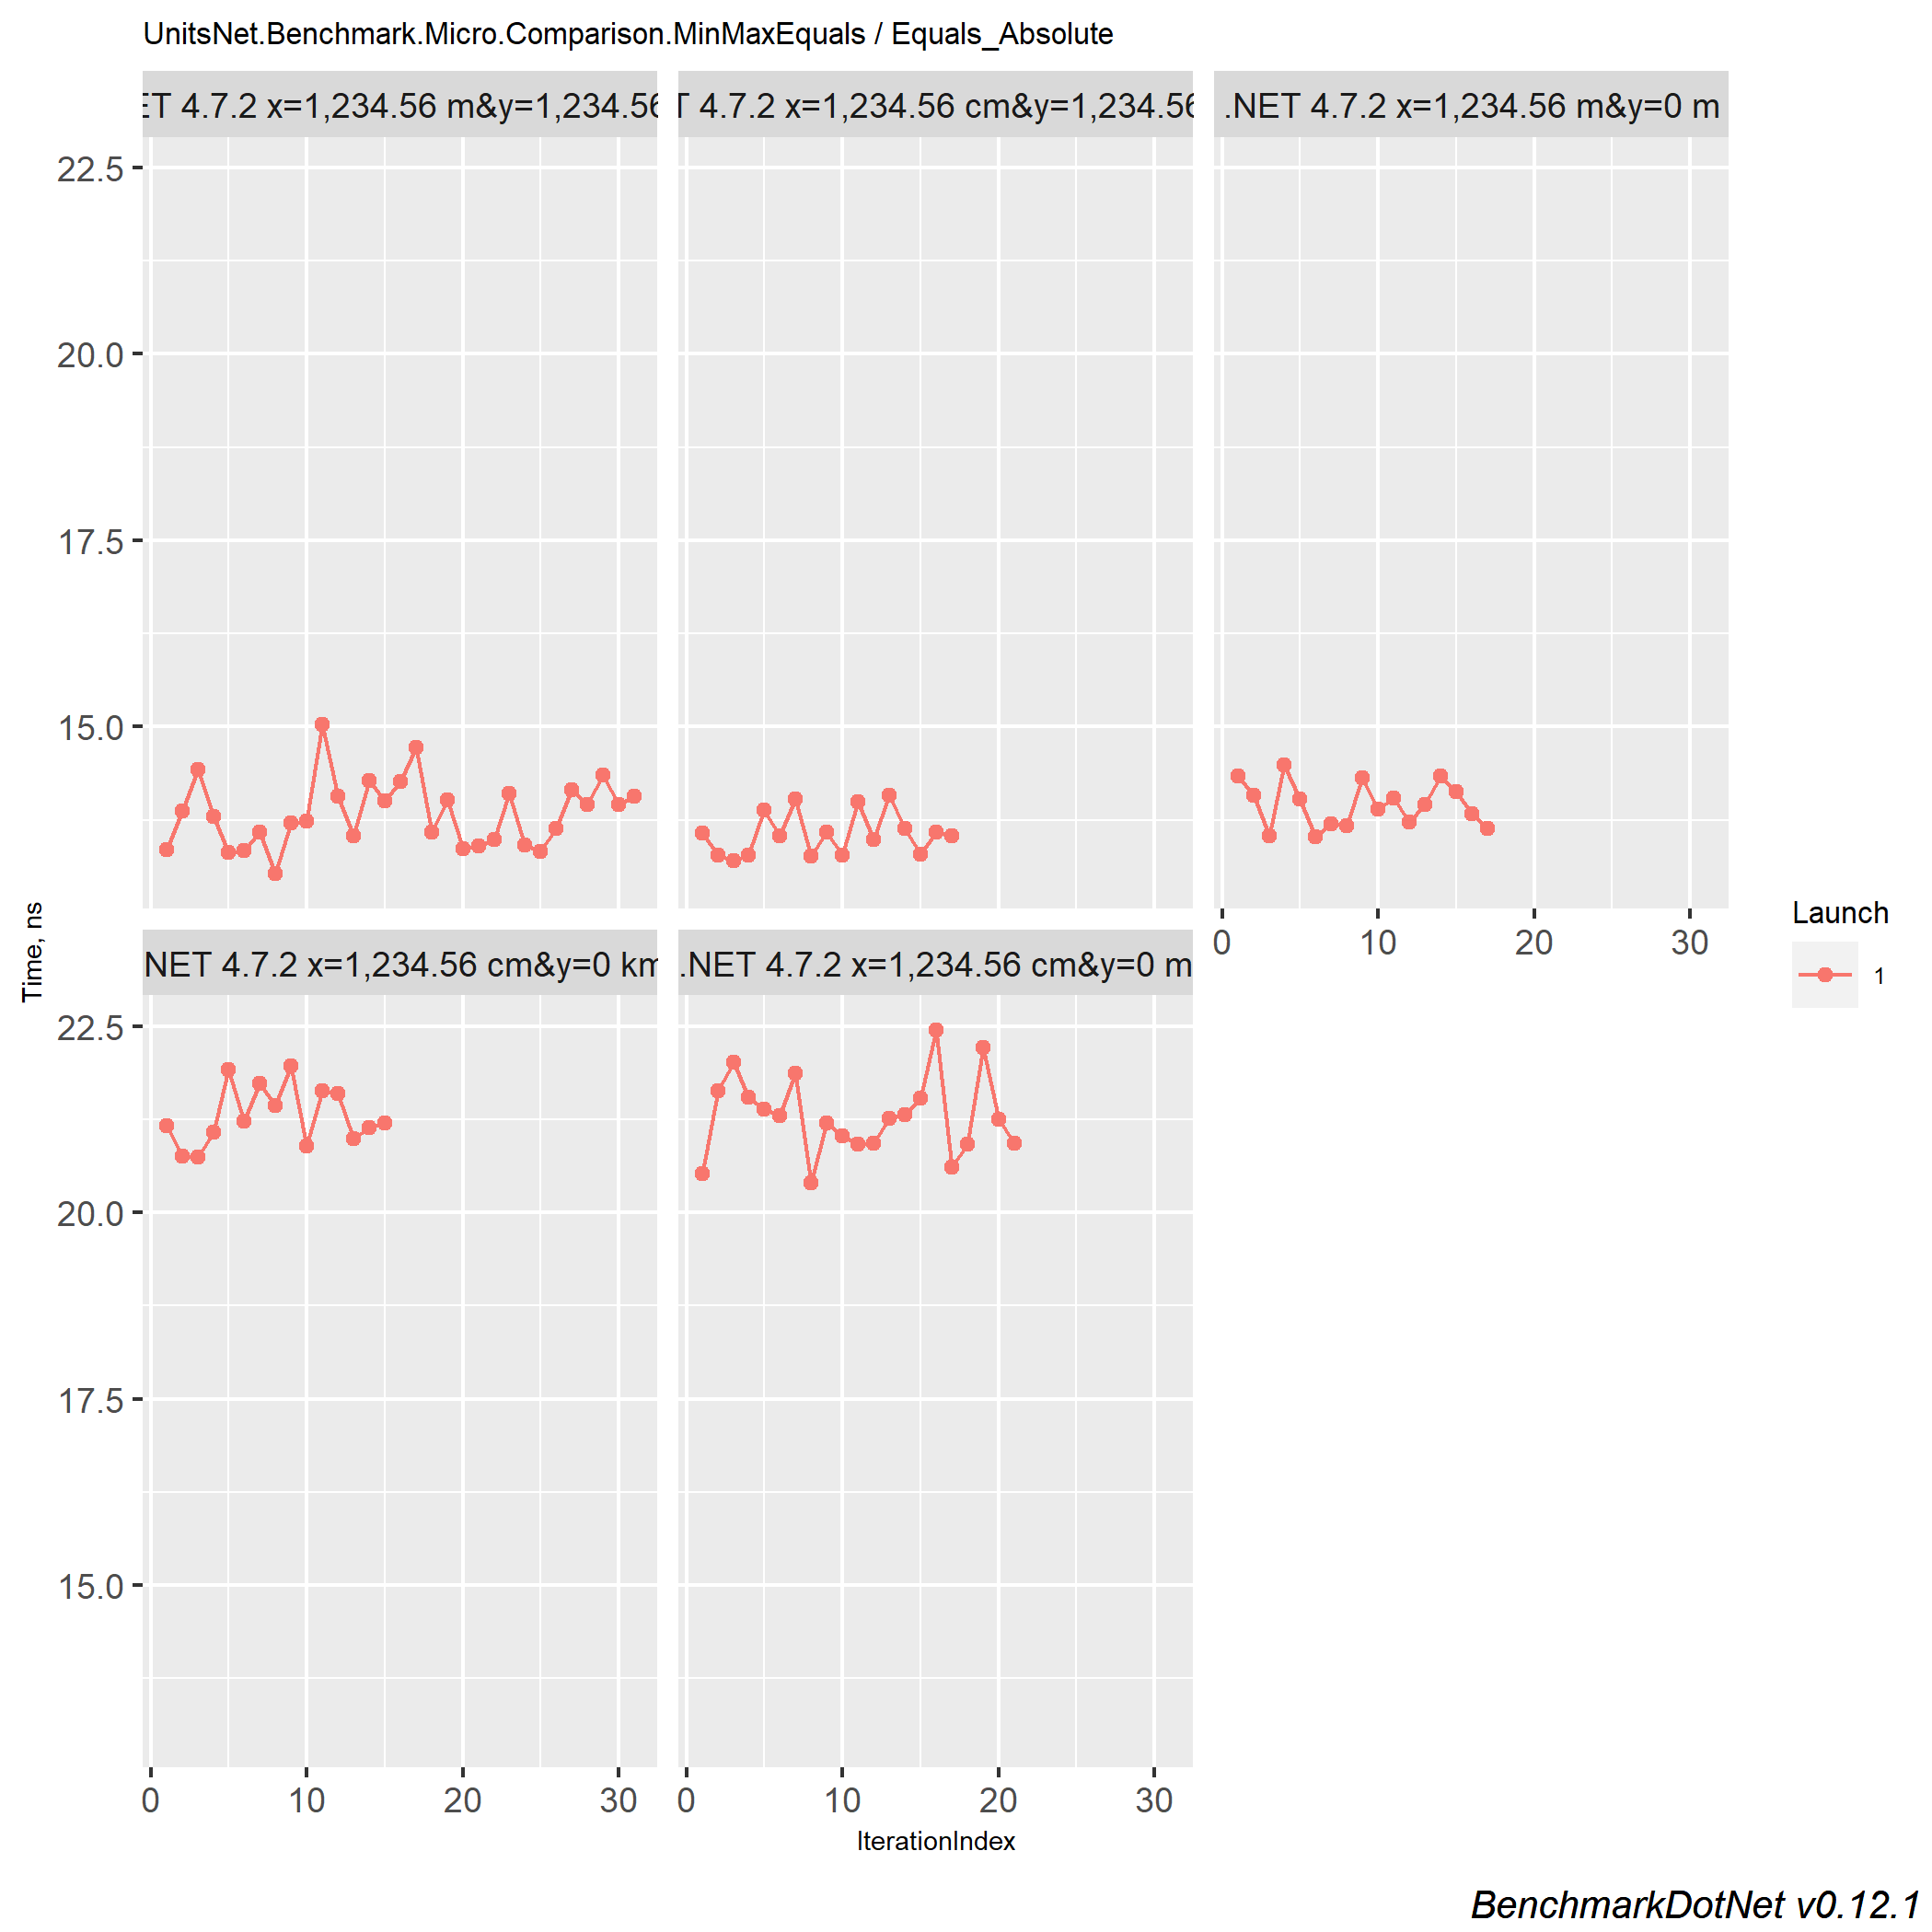 UnitsNet.Benchmark.Micro.Comparison.MinMaxEquals / Equals_Absolute
ET 4.7.2 x=1,234.56 m&y=1,234.56
T 4.7.2 x=1,234.56 cm&y=1,234.56
.NET 4.7.2 x=1,234.56 m&y=0 m
22.5
20.0
17.5
15.0
0 10 20 30
NET 4.7.2 x=1,234.56 cm&y=0 km
.NET 4.7.2 x=1,234.56 cm&y=0 m
22.5
20.0
17.5
15.0
0 10 20 30
0 10 20 30
Time, ns
IterationIndex
Launch
1
BenchmarkDotNet v0.12.1